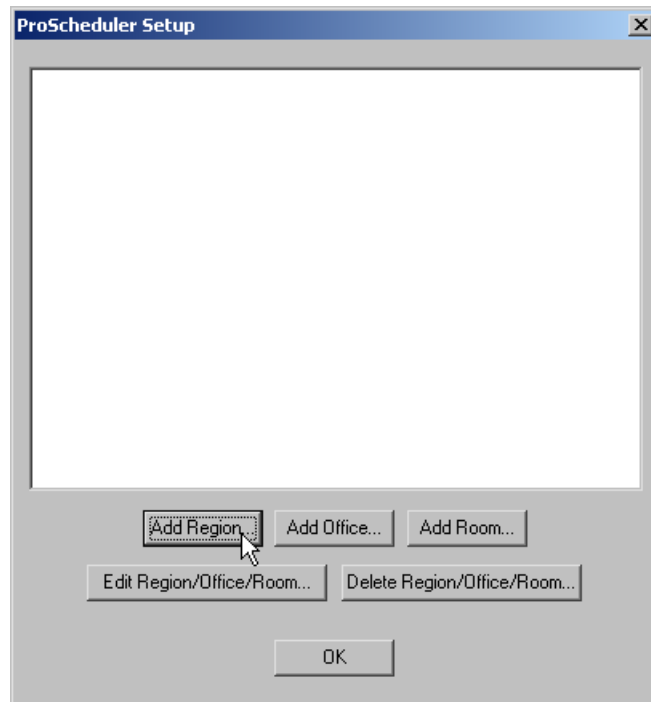 ProScheduler Setup
Add Region... Add Office... Add Room...
Edit Region/Office/Room... Delete Region/Office/Room...
OK